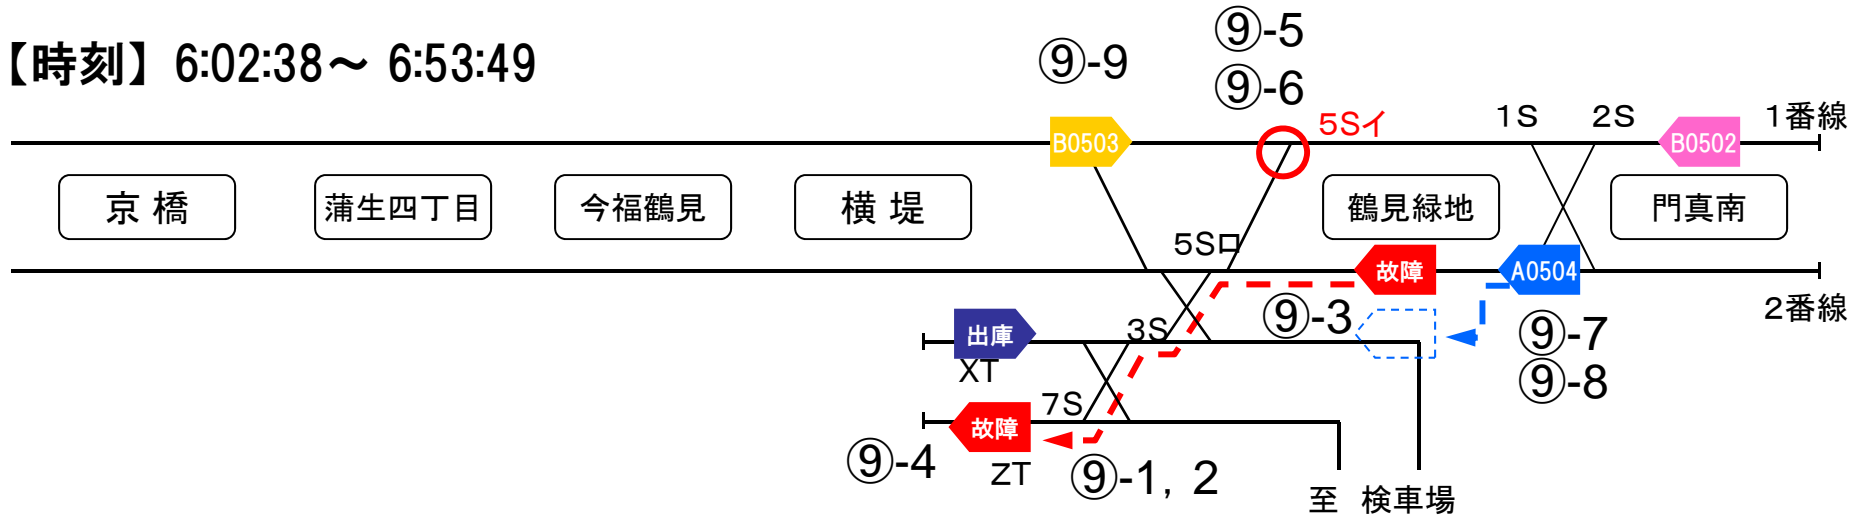 【時刻】 6:02:38～ 6:53:49
⑨-9
⑨-5
⑨-6
5Sイ
1S
2S
1番線
B0503
B0502
京 橋
蒲生四丁目
今福鶴見
横 堤
鶴見緑地
門真南
5Sロ
故障
A0504
2番線
出庫
XT
3S
⑨-3
⑨-7
⑨-8
7S
故障
⑨-4
ZT
⑨-1, 2
至 検車場